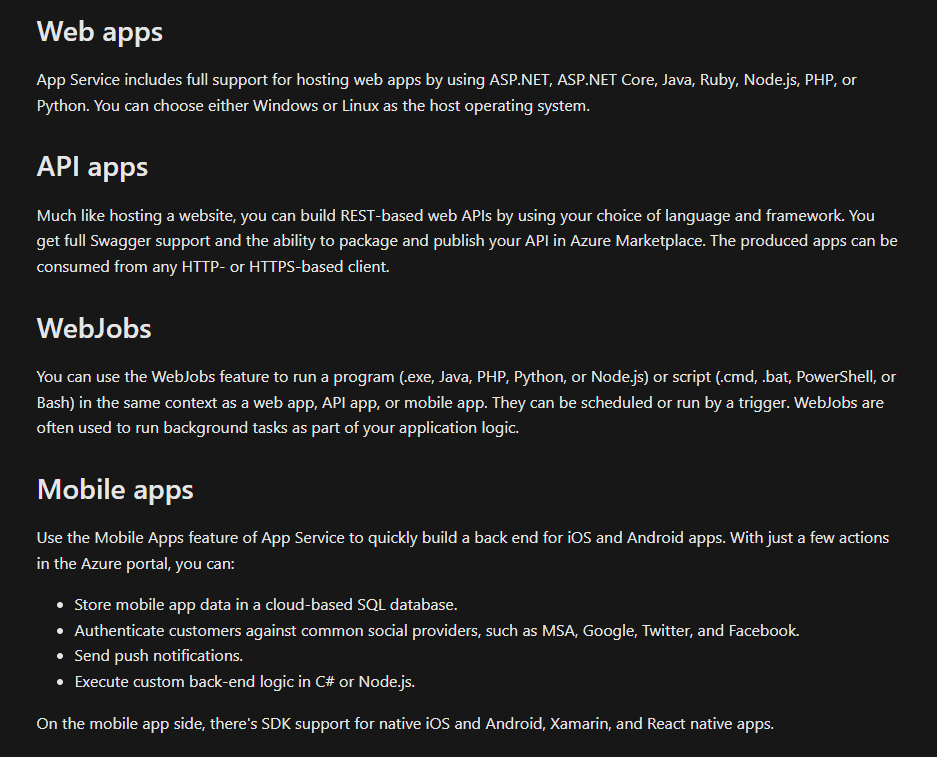 Web apps
App Service includes full support for hosting web apps by using ASP.NET, ASP.NET Core, Java, Ruby, Node.js, PHP, or
Python. You can choose either Windows or Linux as the host operating system.
API apps
Much like hosting a website, you can build REST-based web APIs by using your choice of language and framework. You
get full Swagger support and the ability to package and publish your API in Azure Marketplace. The produced apps can be
consumed from any HTTP- or HTTPS-based client.
WebJobs
You can use the WebJobs feature to run a program (.exe, Java, PHP, Python, or Node.js) or script (.cmd, .bat, PowerShell, or
Bash) in the same context as a web app, API app, or mobile app. They can be scheduled or run by a trigger. WebJobs are
often used to run background tasks as part of your application logic.
Mobile apps
Use the Mobile Apps feature of App Service to quickly build a back end for iOS and Android apps. With just a few actions
in the Azure portal, you can:
• Store mobile app data in a cloud-based SQL database.
• Authenticate customers against common social providers, such as MSA, Google, Twitter, and Facebook.
• Send push notifications.
• Execute custom back-end logic in C# or Node.js.
On the mobile app side, there's SDK support for native iOS and Android, Xamarin, and React native apps.